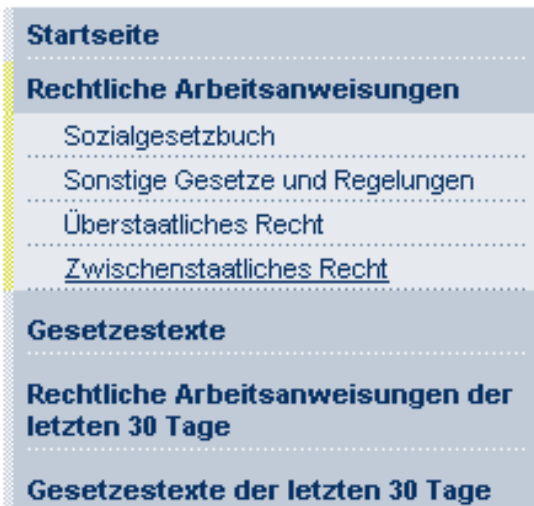 Startseite
Rechtliche Arbeitsanweisungen
Sozialgesetzbuch
Sonstige Gesetze und Regelungen
Überstaatliches Recht
Zwischenstaatliches Recht
Gesetzestexte
Rechtliche Arbeitsanweisungen der
letzten 30 Tage
Gesetzestexte der letzten 30 Tage